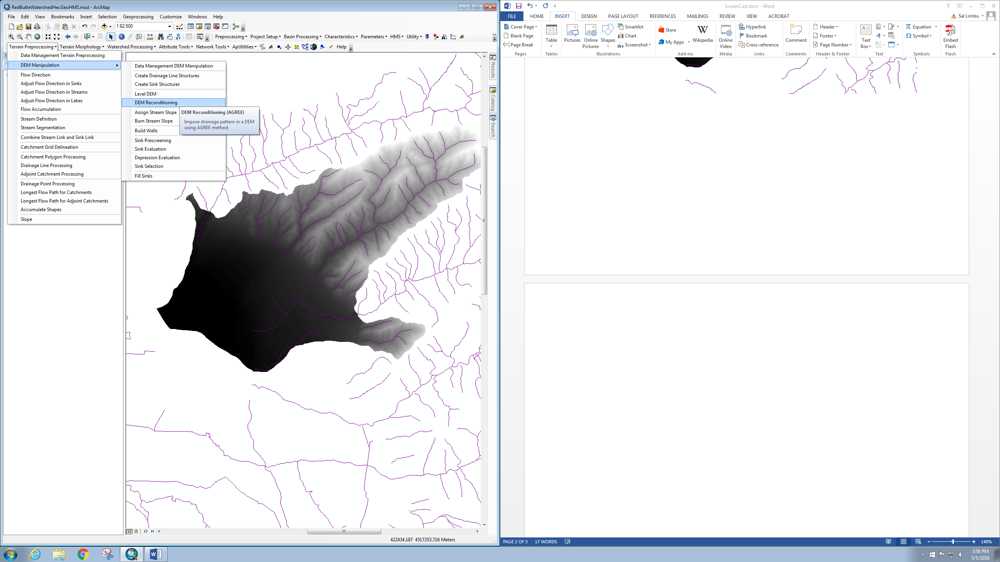 RedButteWatershedHecGeoHMS.mxd - ArcMap
File Edit View Bookmarks Insert Selection Geoprocessing Customize Windows Help
1:62,500
Preprocessing Project Setup Basin Processing Characteristics Parameters HMS Utility
Terrain Preprocessing Terrain Morphology Watershed Processing Attribute Tools Network Tools ApUtilities Help
Data Management Terrain Preprocessing
DEM Manipulation
Flow Direction
Adjust Flow Direction in Sinks
Adjust Flow Direction in Streams
Adjust Flow Direction in Lakes
Flow Accumulation
Stream Definition
Stream Segmentation
Combine Stream Link and Sink Link
Catchment Grid Delineation
Catchment Polygon Processing
Drainage Line Processing
Adjoint Catchment Processing
Drainage Point Processing
Longest Flow Path for Catchments
Longest Flow Path for Adjoint Catchments
Accumulate Shapes
Slope
Data Management DEM Manipulation
Create Drainage Line Structures
Create Sink Structures
Level DEM
DEM Reconditioning
Assign Stream Slope
Burn Stream Slope
Build Walls
Sink Prescreening
Sink Evaluation
Depression Evaluation
Sink Selection
Fill Sinks
DEM Reconditioning (AGREE)
Impose drainage pattern in a DEM
using AGREE method
Results
Catalog
Search
422434.187 4517253.716 Meters
ScreenCast.docx - Word
FILE HOME INSERT DESIGN PAGE LAYOUT REFERENCES MAILINGS REVIEW VIEW ACROBAT
Sal Limbu
Cover Page
Blank Page
Page Break
Pages
Table
Tables
Pictures
Online
Pictures
Shapes
SmartArt
Chart
Screenshot
Illustrations
Store
My Apps
Wikipedia
Add-ins
Online
Video
Media
Hyperlink
Bookmark
Cross-reference
Links
Comment
Comments
Header
Footer
Page Number
Header & Footer
Text
Box
Text
Equation
Symbol
Symbols
Embed
Flash
Flash
PAGE 2 OF 3 17 WORDS
140%
3:56 PM
5/5/2016